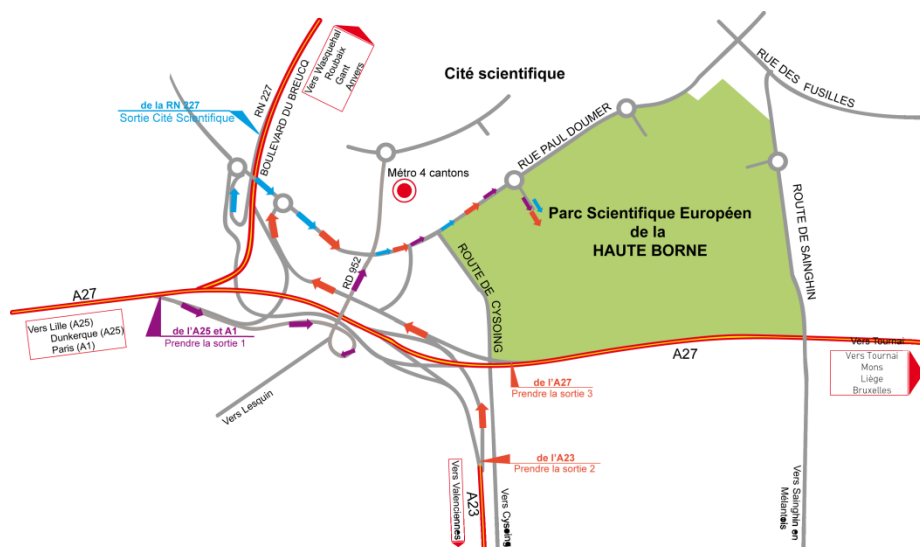 Vers Wasquehal
Roubaix
Gant
Anvers
RN 227
BOULEVARD DU BREUCQ
de la RN 227
Sortie Cité Scientifique
Cité scientifique
RUE DES FUSILLES
RUE PAUL DOUMER
Métro 4 cantons
Parc Scientifique Européen
de la
HAUTE BORNE
ROUTE DE SAINGHIN
ROUTE DE CYSOING
RD 952
A27
Vers Lille (A25)
Dunkerque (A25)
Paris (A1)
de l'A25 et A1
Prendre la sortie 1
Vers Lesquin
A27
Vers Tournai
Vers Tournai
Mons
Liège
Bruxelles
de l'A27
Prendre la sortie 3
de l'A23
Prendre la sortie 2
Vers Valenciennes
A23
Vers Cysoing
Vers Sainghin en
Mélantois